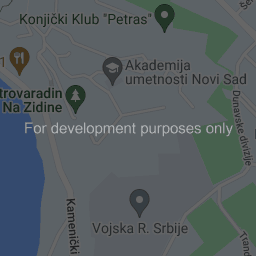 Konjički Klub "Petras"
Akademija
umetnosti Novi Sad
trovaradin
Na Zidine
For development purposes only
Dunavske divizije
Kamenički
Vojska R. Srbije
Trand